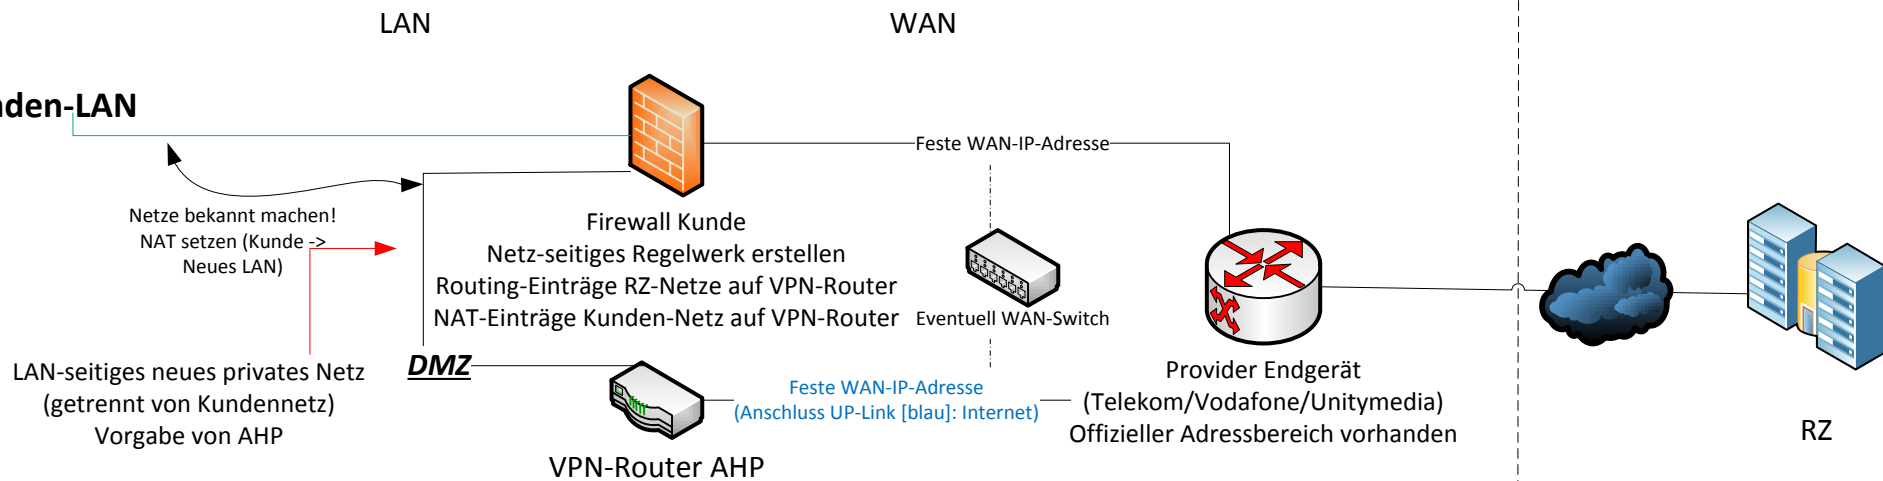 LAN
WAN
nden-LAN
Feste WAN-IP-Adresse
Netze bekannt machen!
NAT setzen (Kunde ->
Neues LAN)
Firewall Kunde
Netz-seitiges Regelwerk erstellen
Routing-Einträge RZ-Netze auf VPN-Router
NAT-Einträge Kunden-Netz auf VPN-Router
Eventuell WAN-Switch
LAN-seitiges neues privates Netz
(getrennt von Kundennetz)
Vorgabe von AHP
DMZ
Feste WAN-IP-Adresse
(Anschluss UP-Link [blau]: Internet)
Provider Endgerät
(Telekom/Vodafone/Unitymedia)
Offizieller Adressbereich vorhanden
RZ
VPN-Router AHP